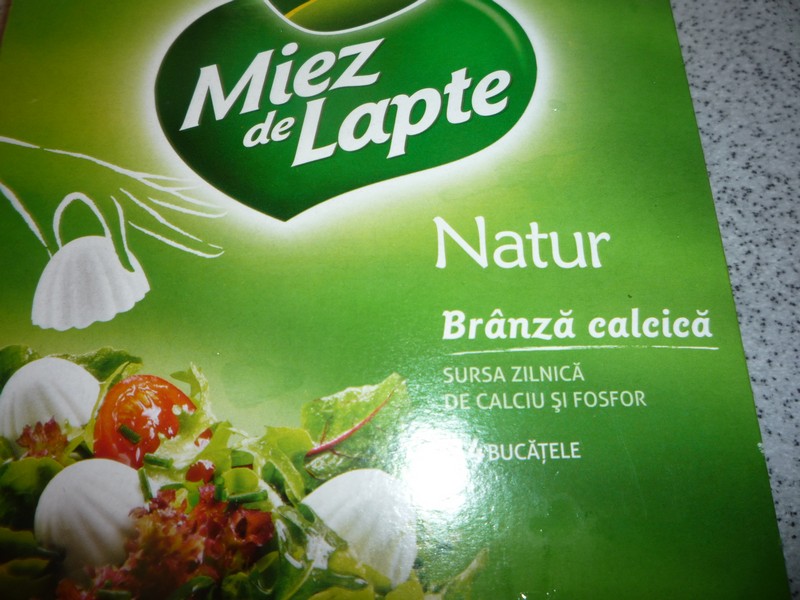 Miez
de Lapte
Natur
Brânză calcică
SURSA ZILNICĂ
DE CALCIU ŞI FOSFOR
BUCĂŢELE